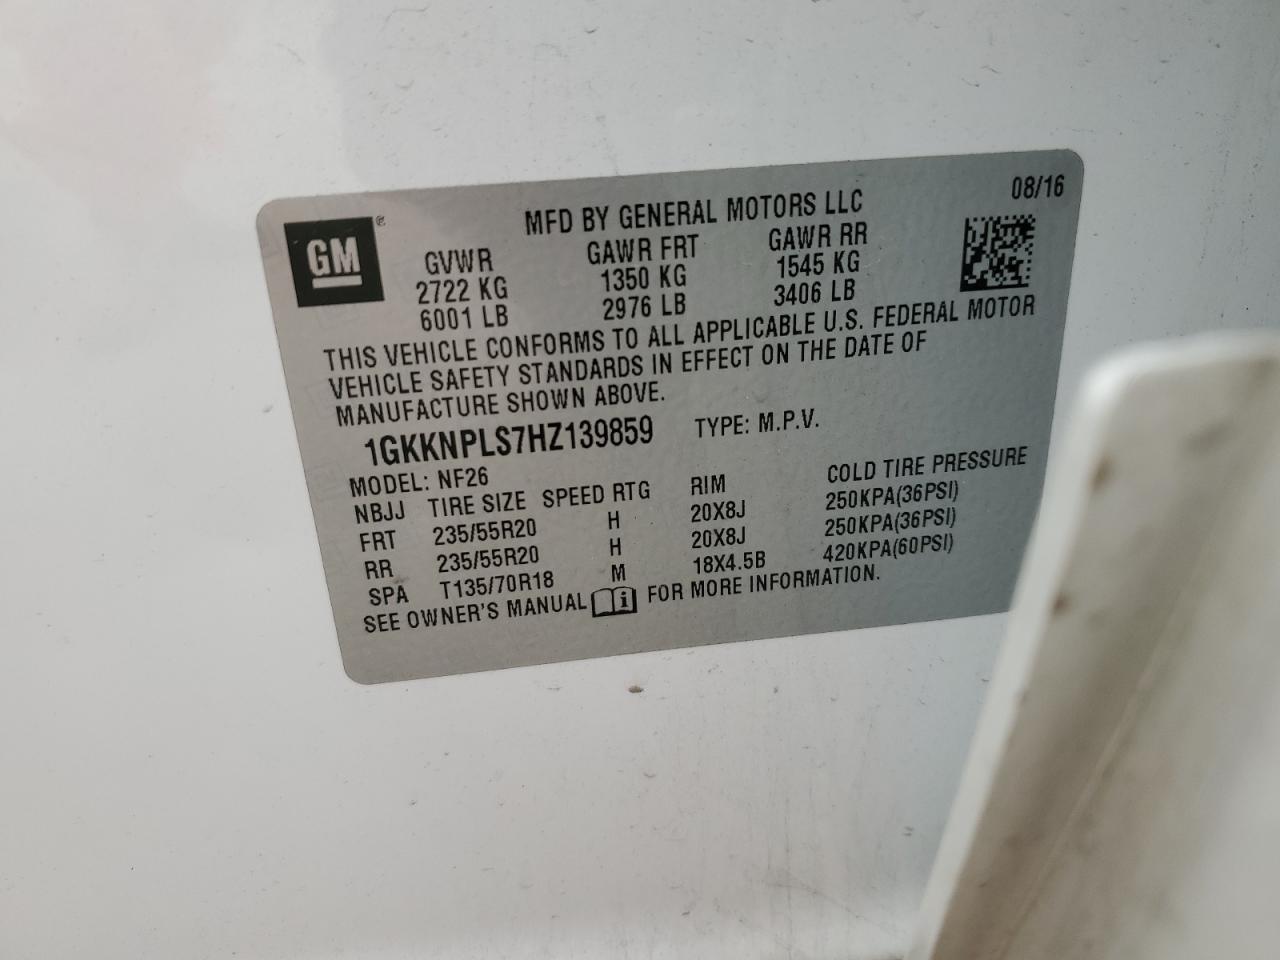 08/16
GM ®
MFD BY GENERAL MOTORS LLC
GVWR GAWR FRT GAWR RR
2722 KG 1350 KG 1545 KG
6001 LB 2976 LB 3406 LB
THIS VEHICLE CONFORMS TO ALL APPLICABLE U.S. FEDERAL MOTOR
VEHICLE SAFETY STANDARDS IN EFFECT ON THE DATE OF
MANUFACTURE SHOWN ABOVE.
1GKKNPLS7HZ139859 TYPE: M.P.V.
MODEL: NF26
NBJJ TIRE SIZE SPEED RTG RIM COLD TIRE PRESSURE
FRT 235/55R20 H 20X8J 250KPA(36PSI)
RR 235/55R20 H 20X8J 250KPA(36PSI)
SPA T135/70R18 M 18X4.5B 420KPA(60PSI)
SEE OWNER'S MANUAL i FOR MORE INFORMATION.